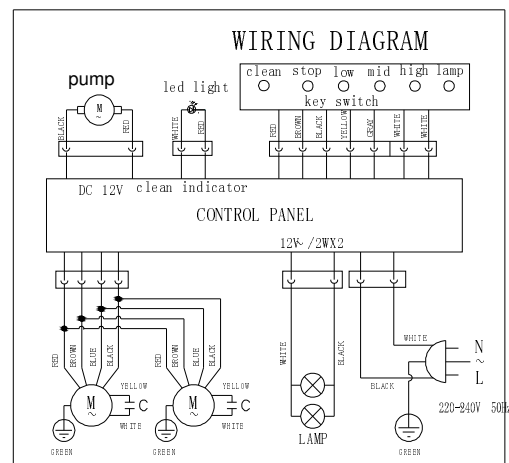 WIRING DIAGRAM
clean stop low mid high lamp
key switch
pump
led light
M
~
BLACK
RED
WHITE
RED
RED
BROWN
BLACK
YELLOW
GRAY
WHITE
WHITE
DC 12V
clean indicator
CONTROL PANEL
12V~/2WX2
RED
BROWN
BLUE
BLACK
YELLOW
M
~
C
WHITE
GREEN
RED
BROWN
BLUE
BLACK
YELLOW
M
~
C
WHITE
GREEN
WHITE
BLACK
LAMP
WHITE
BLACK
N
~
L
220-240V 50Hz
GREEN